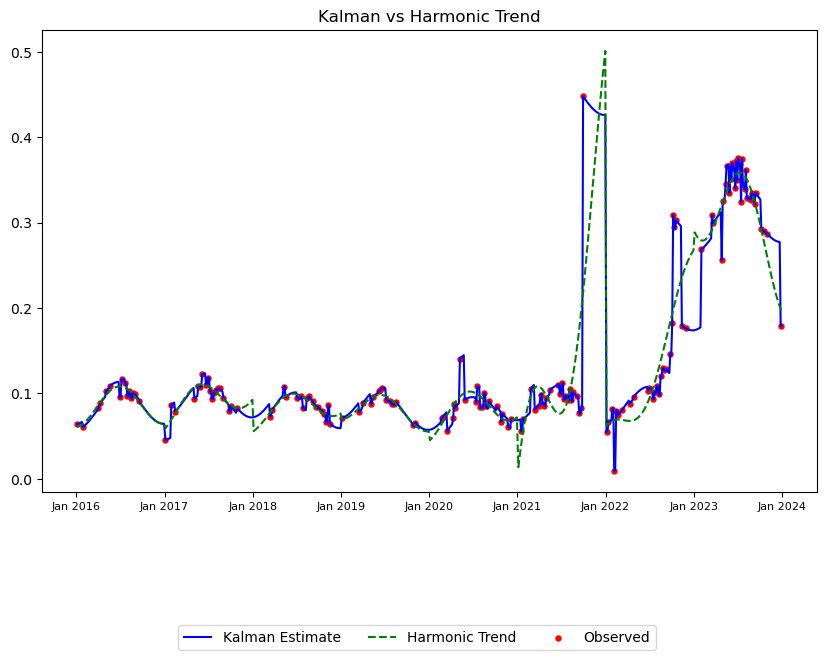 Kalman vs Harmonic Trend
0.5
0.4
0.3
0.2
0.1
0.0
Jan 2016 Jan 2017 Jan 2018 Jan 2019 Jan 2020 Jan 2021 Jan 2022 Jan 2023 Jan 2024
Kalman Estimate Harmonic Trend Observed